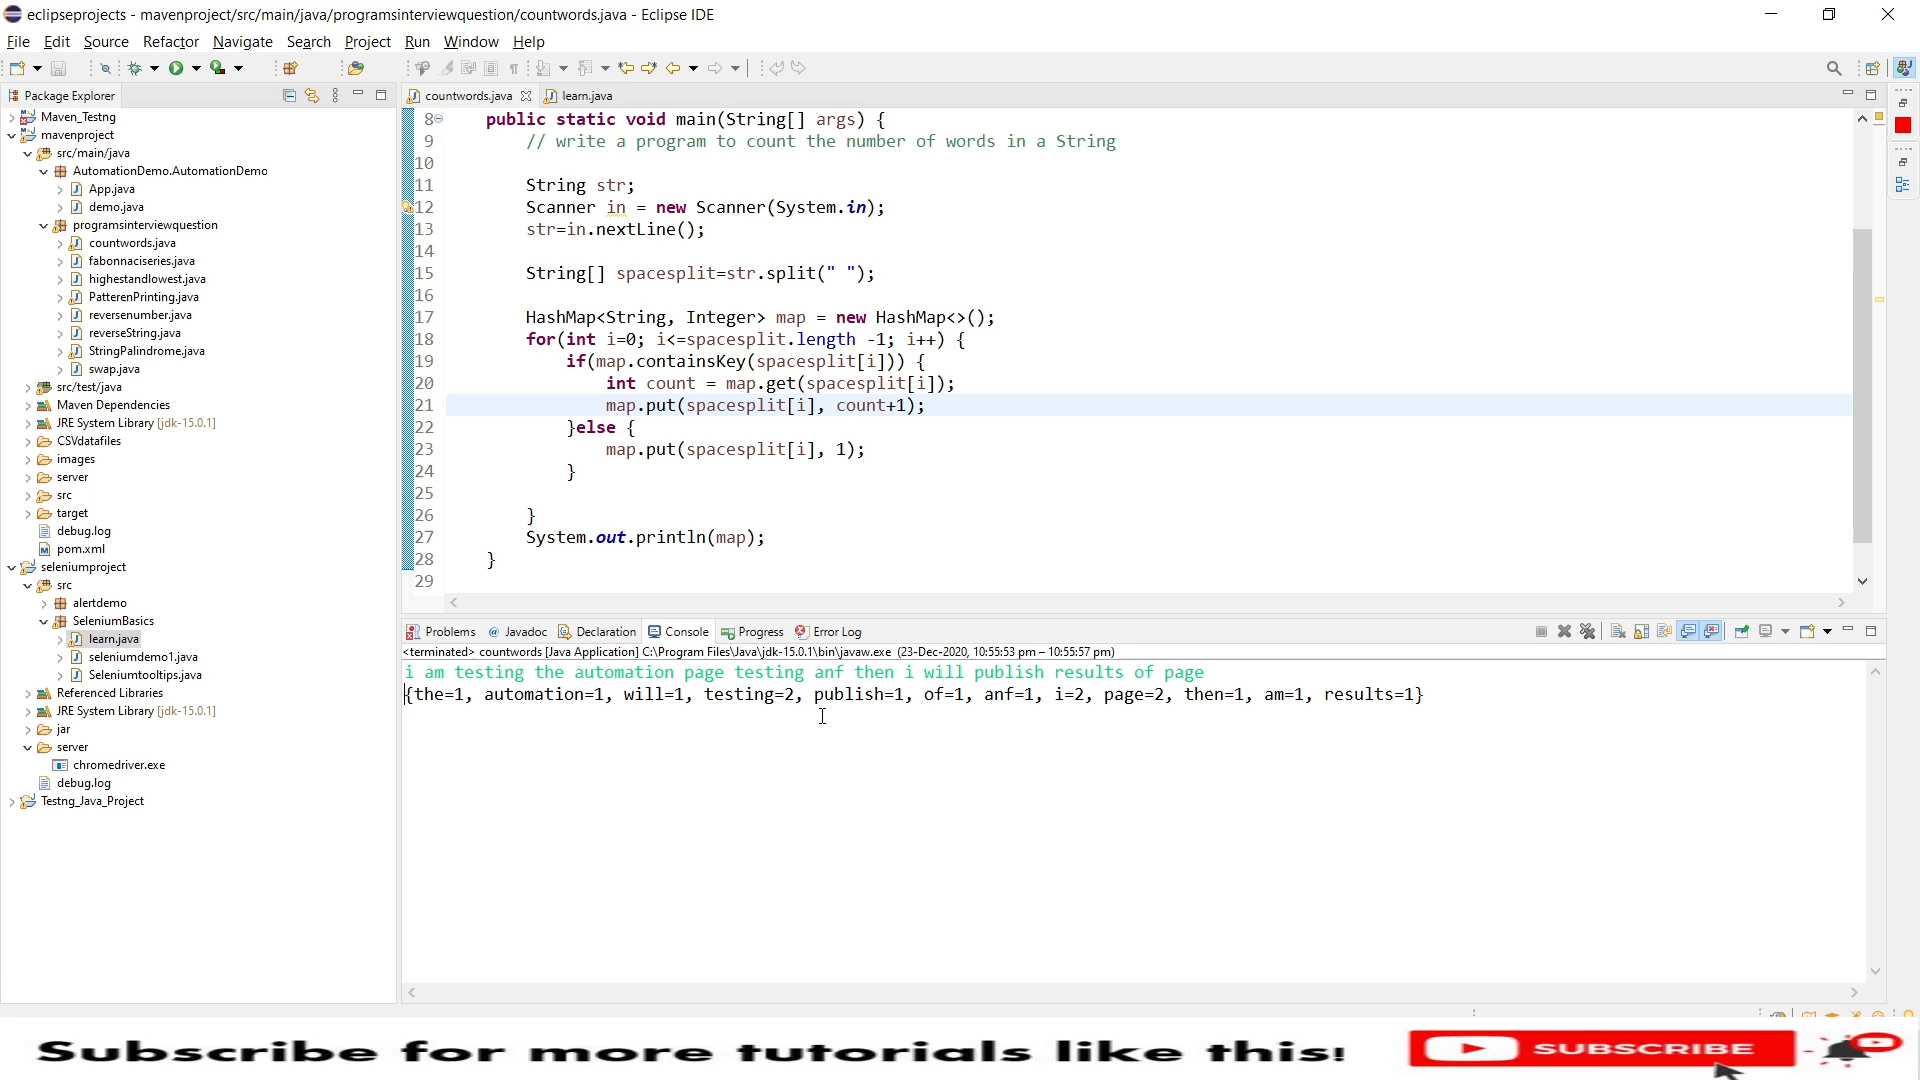 eclipseprojects - mavenproject/src/main/java/programsinterviewquestion/countwords.java - Eclipse IDE
File Edit Source Refactor Navigate Search Project Run Window Help
Package Explorer
Maven_Testng
mavenproject
src/main/java
AutomationDemo.AutomationDemo
App.java
demo.java
programsinterviewquestion
countwords.java
fabonnaciseries.java
highestandlowest.java
PatterenPrinting.java
reversenumber.java
reverseString.java
StringPalindrome.java
swap.java
src/test/java
Maven Dependencies
JRE System Library [jdk-15.0.1]
CSVdatafiles
images
server
src
target
debug.log
pom.xml
seleniumproject
src
alertdemo
SeleniumBasics
learn.java
seleniumdemo1.java
Seleniumtooltips.java
Referenced Libraries
JRE System Library [jdk-15.0.1]
jar
server
chromedriver.exe
debug.log
Testng_Java_Project
countwords.java learn.java
8 public static void main(String[] args) {
9 // write a program to count the number of words in a String
10
11 String str;
12 Scanner in = new Scanner(System.in);
13 str=in.nextLine();
14
15 String[] spacesplit=str.split(" ");
16
17 HashMap<String, Integer> map = new HashMap<>();
18 for(int i=0; i<=spacesplit.length -1; i++) {
19 if(map.containsKey(spacesplit[i])) {
20 int count = map.get(spacesplit[i]);
21 map.put(spacesplit[i], count+1);
22 }else {
23 map.put(spacesplit[i], 1);
24 }
25
26 }
27 System.out.println(map);
28 }
29
Problems @ Javadoc Declaration Console Progress Error Log
<terminated> countwords [Java Application] C:\Program Files\Java\jdk-15.0.1\bin\javaw.exe (23-Dec-2020, 10:55:53 pm – 10:55:57 pm)
i am testing the automation page testing anf then i will publish results of page
{the=1, automation=1, will=1, testing=2, publish=1, of=1, anf=1, i=2, page=2, then=1, am=1, results=1}
Subscribe for more tutorials like this!
SUBSCRIBE